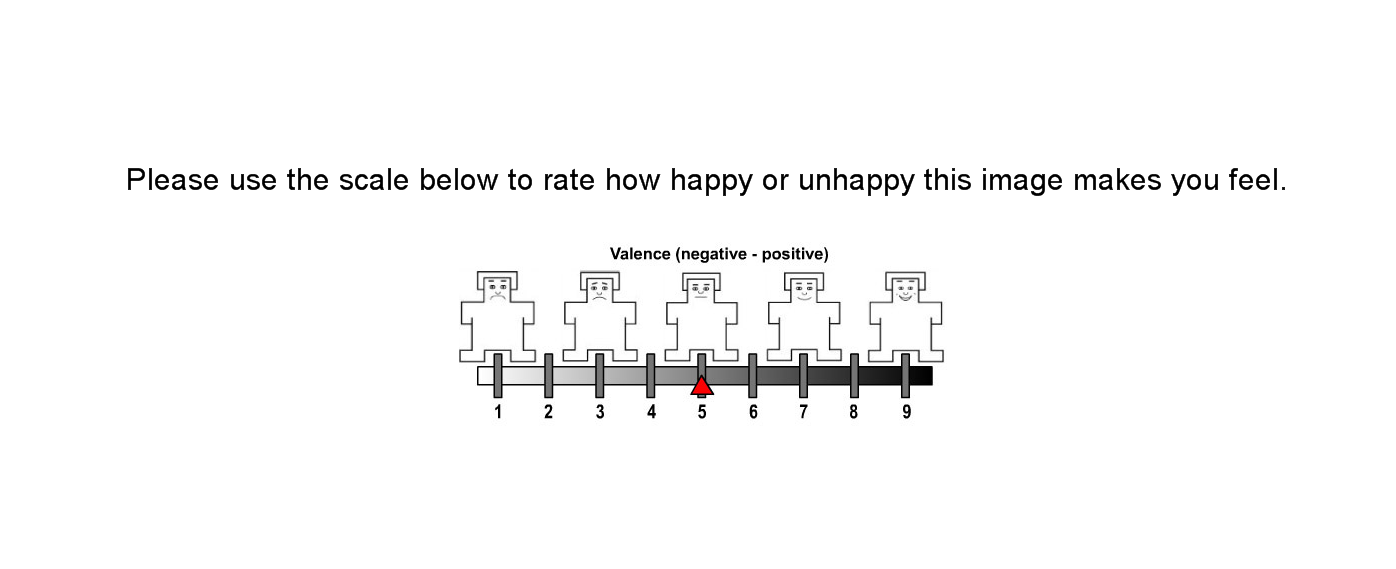 Please use the scale below to rate how happy or unhappy this image makes you feel.
Valence (negative - positive)
1 2 3 4 5 6 7 8 9